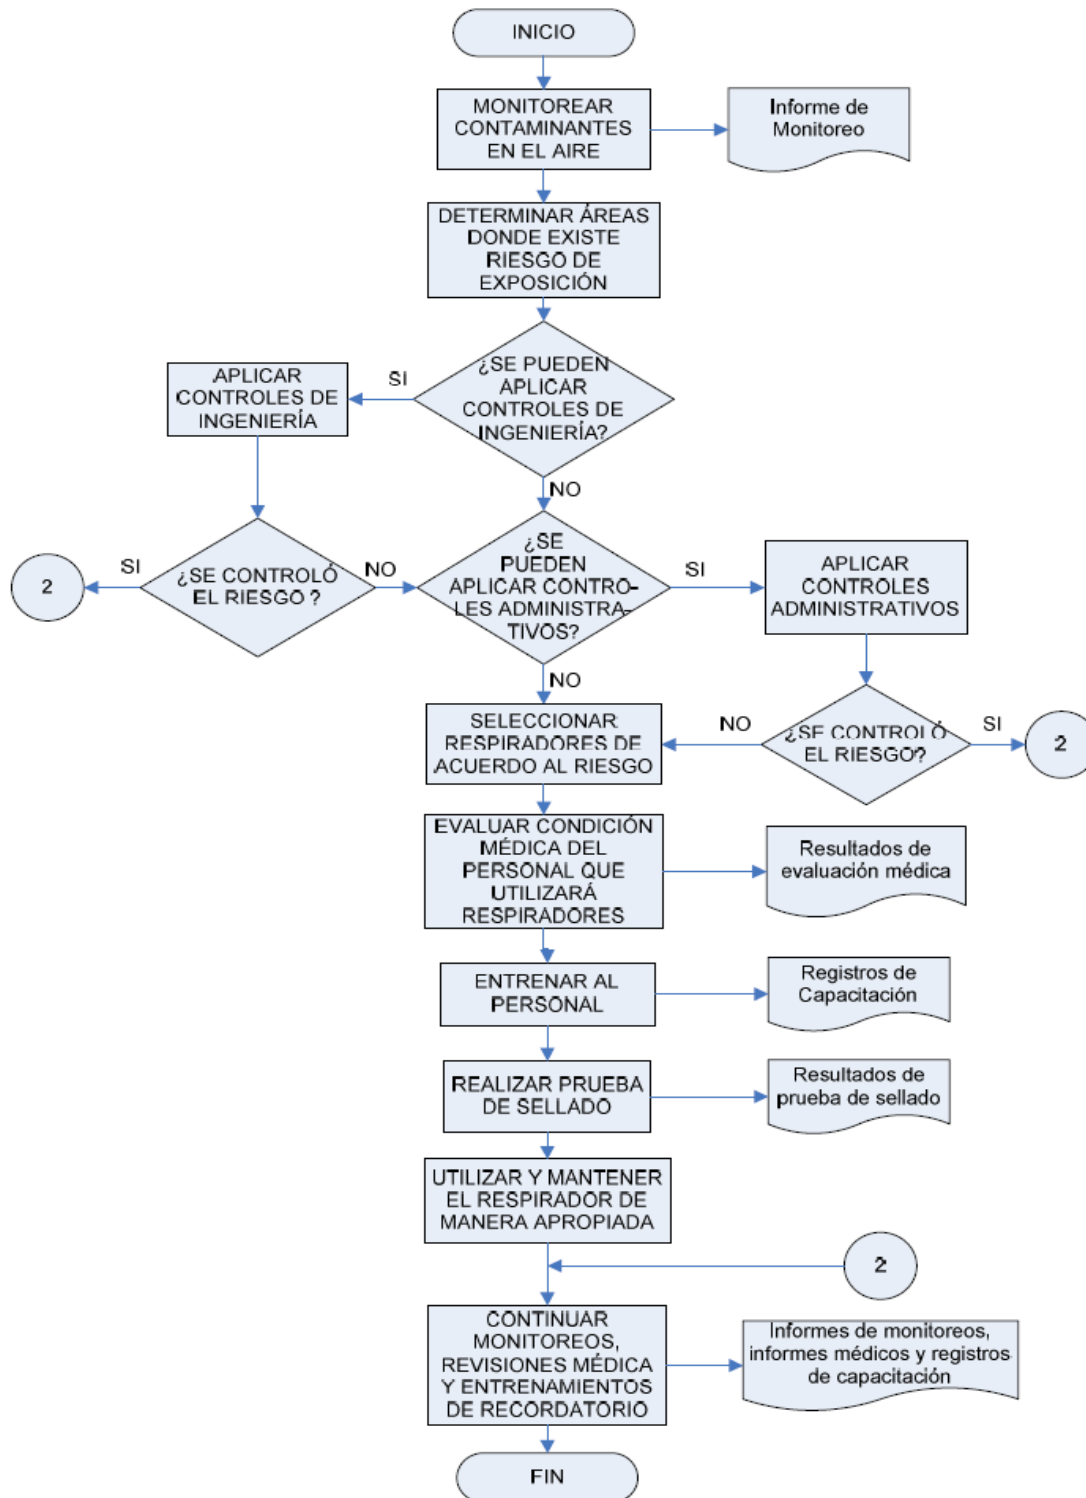 INICIO
MONITOREAR
CONTAMINANTES
EN EL AIRE
Informe de
Monitoreo
DETERMINAR ÁREAS
DONDE EXISTE
RIESGO DE
EXPOSICIÓN
¿SE PUEDEN
APLICAR
CONTROLES DE
INGENIERÍA?
SI
APLICAR
CONTROLES DE
INGENIERÍA
NO
¿SE CONTROLÓ
EL RIESGO ?
SI
2
NO
¿SE
PUEDEN
APLICAR CONTRO-
LES ADMINISTRA-
TIVOS?
SI
APLICAR
CONTROLES
ADMINISTRATIVOS
NO
¿SE CONTROLÓ
EL RIESGO?
SI
2
NO
SELECCIONAR
RESPIRADORES DE
ACUERDO AL RIESGO
EVALUAR CONDICIÓN
MÉDICA DEL
PERSONAL QUE
UTILIZARÁ
RESPIRADORES
Resultados de
evaluación médica
ENTRENAR AL
PERSONAL
Registros de
Capacitación
REALIZAR PRUEBA
DE SELLADO
Resultados de
prueba de sellado
UTILIZAR Y MANTENER
EL RESPIRADOR DE
MANERA APROPIADA
2
CONTINUAR
MONITOREOS,
REVISIONES MÉDICA
Y ENTRENAMIENTOS
DE RECORDATORIO
Informes de monitoreos,
informes médicos y registros
de capacitación
FIN